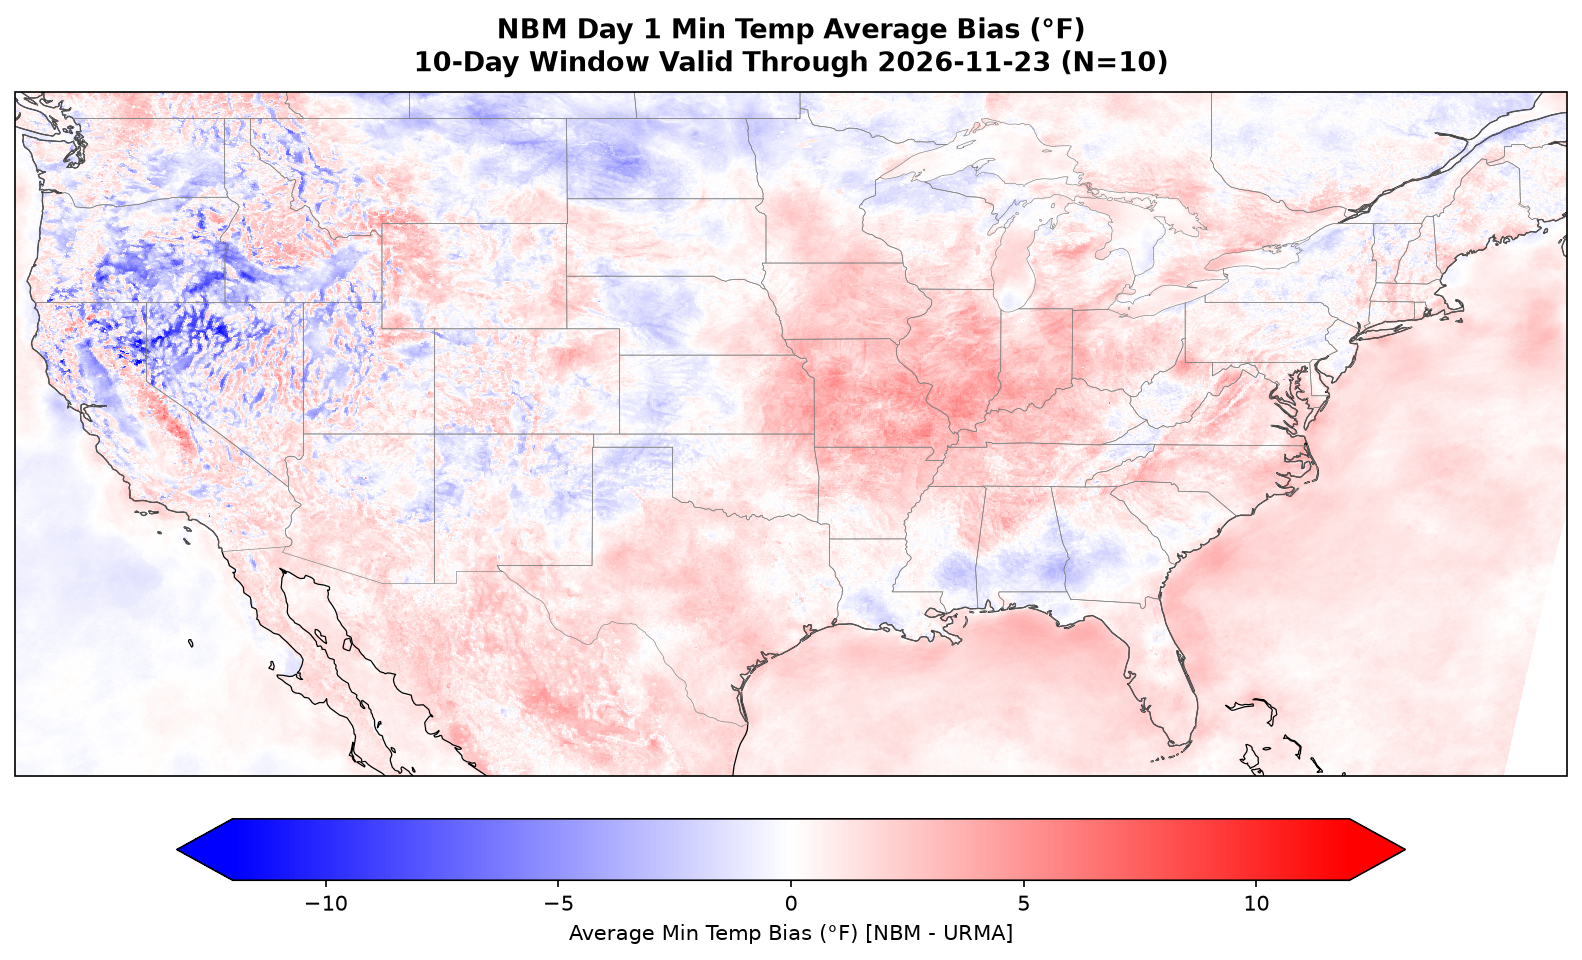 NBM Day 1 Min Temp Average Bias (°F)
10-Day Window Valid Through 2026-11-23 (N=10)
−10 −5 0 5 10
Average Min Temp Bias (°F) [NBM - URMA]